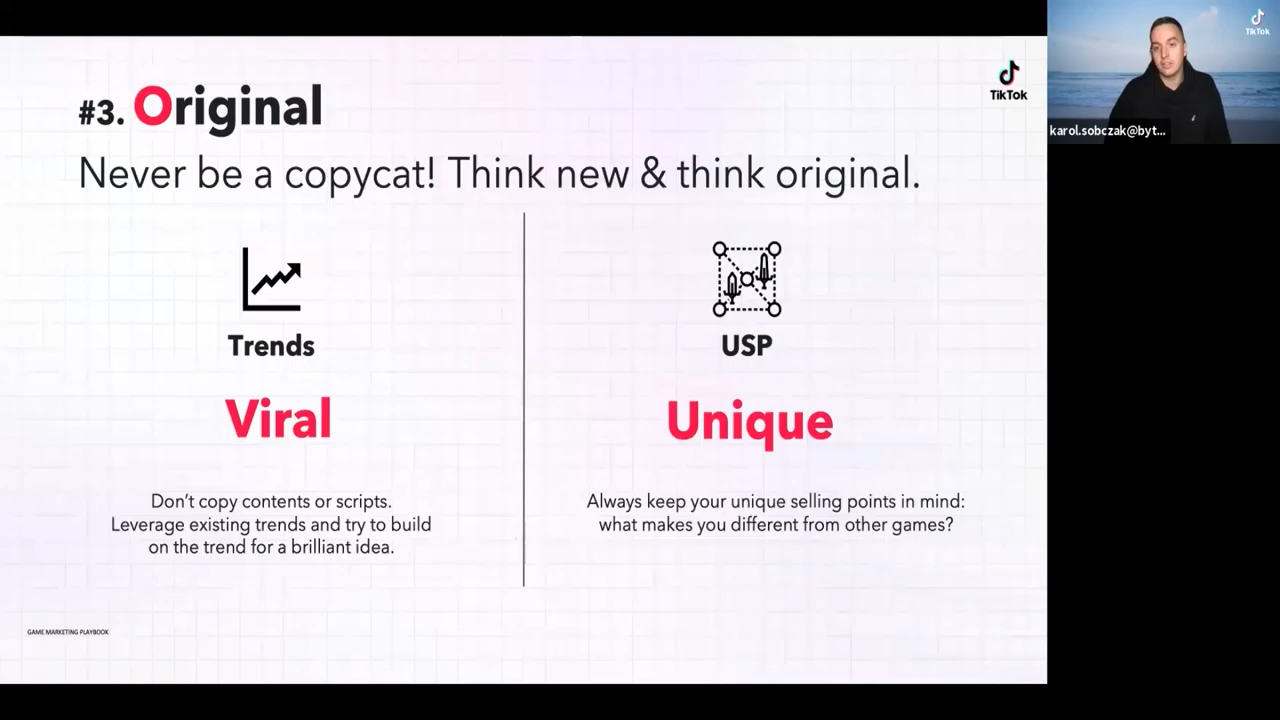 #3. Original
TikTok
Never be a copycat! Think new & think original.
Trends
Viral
Don’t copy contents or scripts.
Leverage existing trends and try to build
on the trend for a brilliant idea.
USP
Unique
Always keep your unique selling points in mind:
what makes you different from other games?
GAME MARKETING PLAYBOOK
TikTok
karol.sobczak@byt...